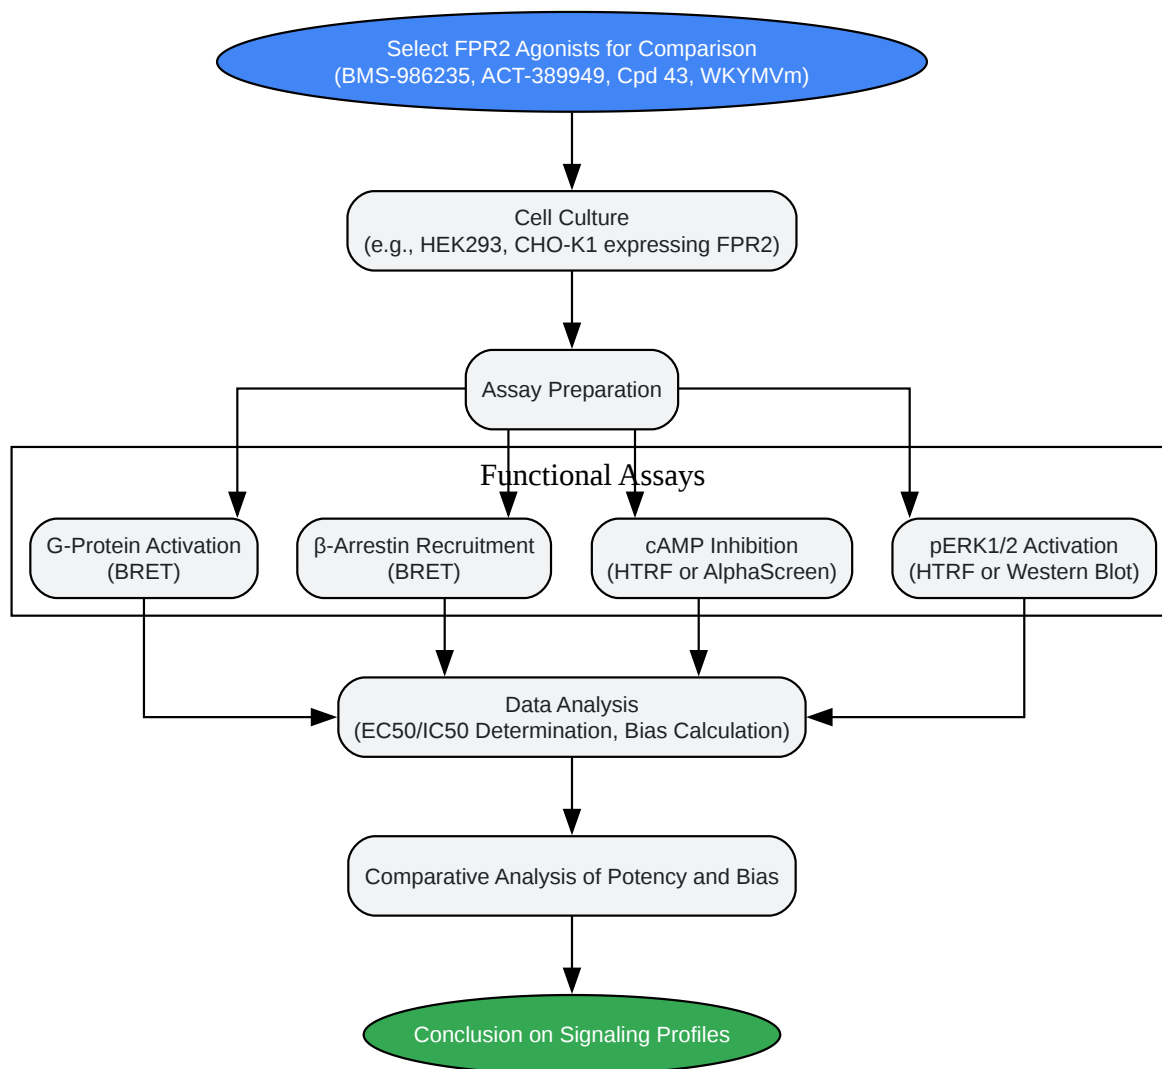 Select FPR2 Agonists for Comparison
(BMS-986235, ACT-389949, Cpd 43, WKYMVm)
Cell Culture
(e.g., HEK293, CHO-K1 expressing FPR2)
Assay Preparation
Functional Assays
G-Protein Activation
(BRET)
β-Arrestin Recruitment
(BRET)
cAMP Inhibition
(HTRF or AlphaScreen)
pERK1/2 Activation
(HTRF or Western Blot)
Data Analysis
(EC50/IC50 Determination, Bias Calculation)
Comparative Analysis of Potency and Bias
Conclusion on Signaling Profiles